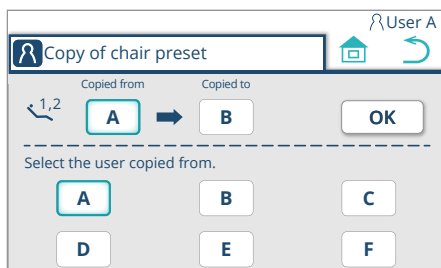 User A
Copy of chair preset
Copied from Copied to
1,2 A B OK
Select the user copied from.
A B C
D E F